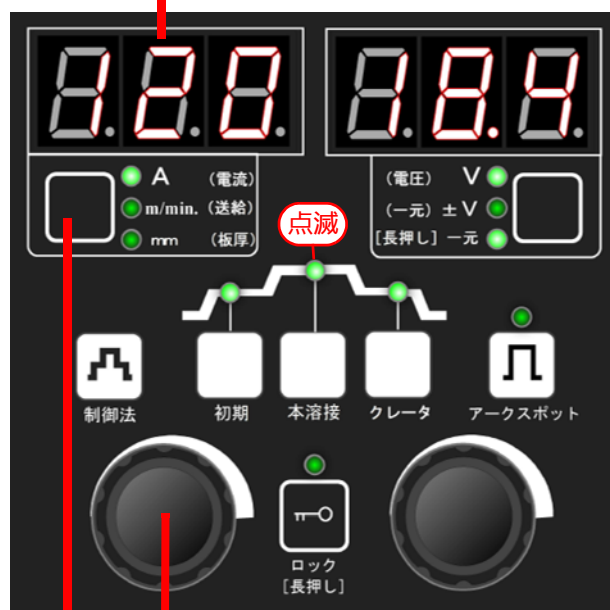 120
18.4
A (電流)
m/min. (送給)
mm (板厚)
(電圧) V
(一元) ±V
[長押し] 一元
点滅
制御法
初期
本溶接
クレータ
アークスポット
ロック
[長押し]